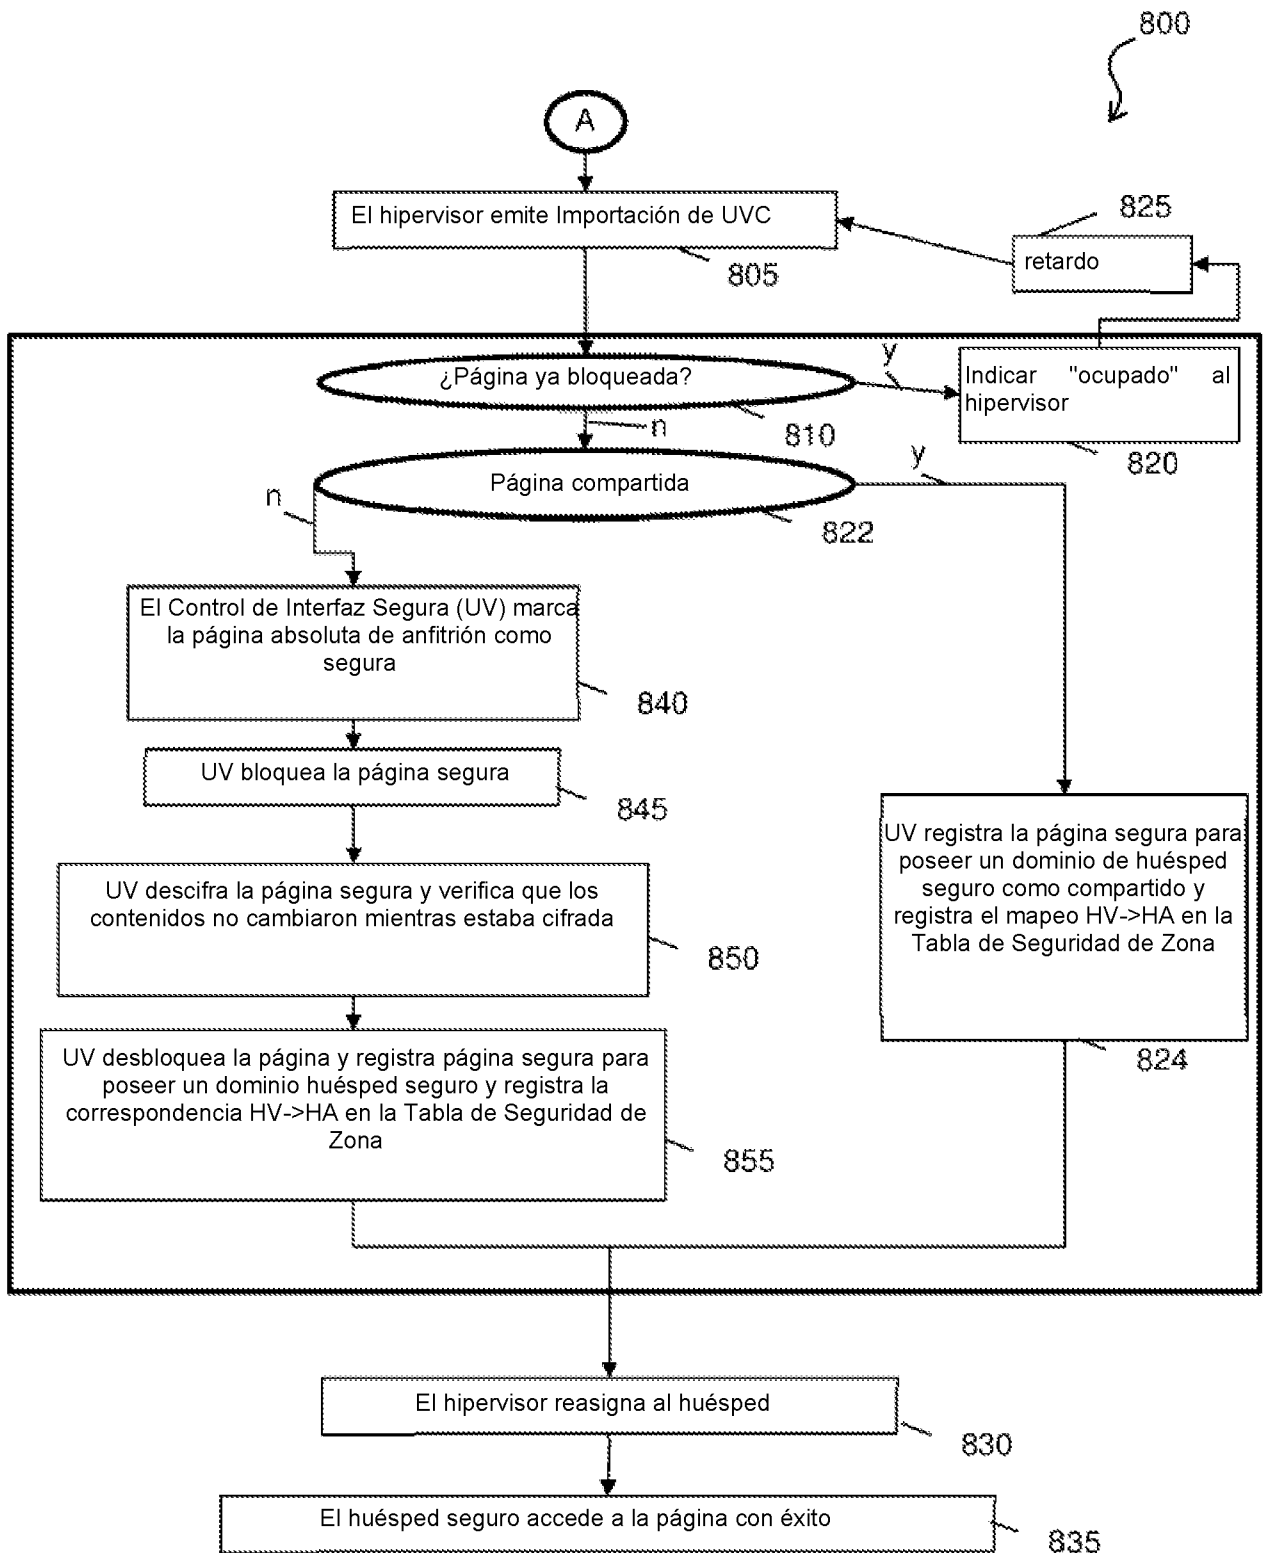 800
A
El hipervisor emite Importación de UVC
805
825
retardo
¿Página ya bloqueada?
810
y
n
Indicar "ocupado" al
hipervisor
820
Página compartida
822
n
y
El Control de Interfaz Segura (UV) marca
la página absoluta de anfitrión como
segura
840
UV bloquea la página segura
845
UV descifra la página segura y verifica que los
contenidos no cambiaron mientras estaba cifrada
850
UV registra la página segura para
poseer un dominio de huésped
seguro como compartido y
registra el mapeo HV->HA en la
Tabla de Seguridad de Zona
824
UV desbloquea la página y registra página segura para
poseer un dominio huésped seguro y registra la
correspondencia HV->HA en la Tabla de Seguridad de
Zona
855
El hipervisor reasigna al huésped
830
El huésped seguro accede a la página con éxito
835